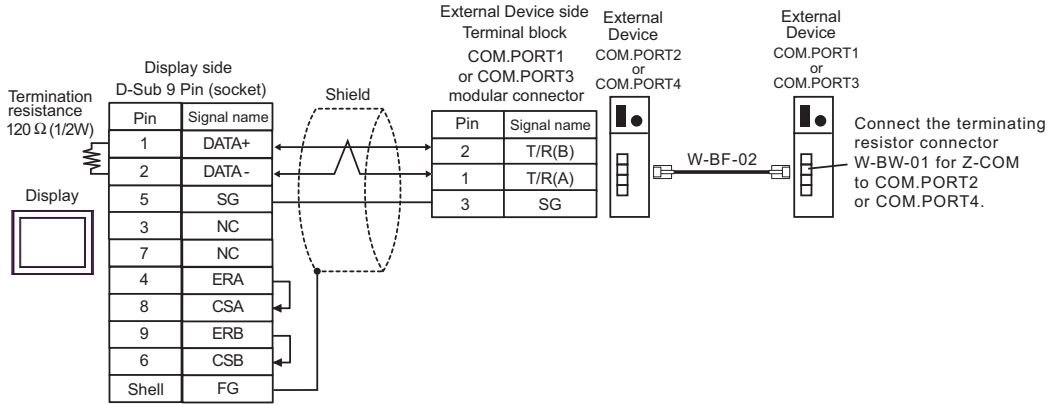 Termination
resistance
120 Ω (1/2W)
Display
Display side
D-Sub 9 Pin (socket)
Pin Signal name
1 DATA+
2 DATA-
5 SG
3 NC
7 NC
4 ERA
8 CSA
9 ERB
6 CSB
Shell FG
Shield
External Device side
Terminal block
COM.PORT1
or COM.PORT3
modular connector
Pin Signal name
2 T/R(B)
1 T/R(A)
3 SG
External
Device
COM.PORT2
or
COM.PORT4
W-BF-02
External
Device
COM.PORT1
or
COM.PORT3
Connect the terminating
resistor connector
W-BW-01 for Z-COM
to COM.PORT2
or COM.PORT4.